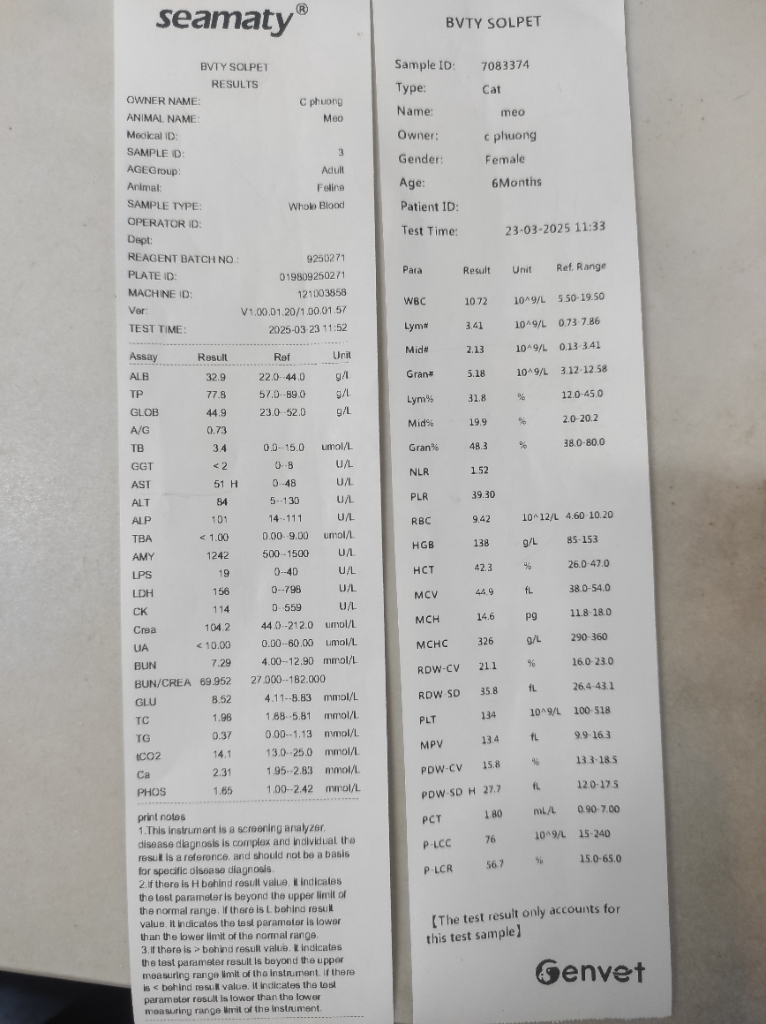 seamaty®
BVTY SOLPET
RESULTS
OWNER NAME: C phuong
ANIMAL NAME: Meo
Medical ID:
SAMPLE ID: 3
AGEGroup: Adult
Animal: Feline
SAMPLE TYPE: Whole Blood
OPERATOR ID:
Dept:
REAGENT BATCH NO.: 9250271
PLATE ID: 019809250271
MACHINE ID: 121003858
Ver: V1.00.01.20/1.00.01.57
TEST TIME: 2025-03-23 11:52
Assay Result Ref Unit
ALB 32.9 22.0--44.0 g/L
TP 77.8 57.0--89.0 g/L
GLOB 44.9 23.0--52.0 g/L
A/G 0.73
TB 3.4 0.0--15.0 umol/L
GGT <2 0--8 U/L
AST 51 H 0--48 U/L
ALT 84 5--130 U/L
ALP 101 14--111 U/L
TBA <1.00 0.00--9.00 umol/L
AMY 1242 500--1500 U/L
LPS 19 0--40 U/L
LDH 156 0--798 U/L
CK 114 0--559 U/L
Crea 104.2 44.0--212.0 umol/L
UA <10.00 0.00--60.00 umol/L
BUN 7.29 4.00--12.90 mmol/L
BUN/CREA 69.952 27.000--182.000
GLU 8.52 4.11--8.83 mmol/L
TC 1.98 1.68--5.81 mmol/L
TG 0.37 0.00--1.13 mmol/L
tCO2 14.1 13.0--25.0 mmol/L
Ca 2.31 1.95--2.83 mmol/L
PHOS 1.65 1.00--2.42 mmol/L
print notes
1.This instrument is a screening analyzer,
disease diagnosis is complex and individual, the
result is a reference, and should not be a basis
for specific disease diagnosis.
2.If there is H behind result value, it indicates
the test parameter is beyond the upper limit of
the normal range. If there is L behind result
value, it indicates the test parameter is lower
than the lower limit of the normal range.
3.If there is > behind result value, it indicates
the test parameter result is beyond the upper
measuring range limit of the instrument. If there
is < behind result value, it indicates the test
parameter result is lower than the lower
measuring range limit of the instrument.
BVTY SOLPET
Sample ID: 7083374
Type: Cat
Name: meo
Owner: c phuong
Gender: Female
Age: 6Months
Patient ID:
Test Time: 23-03-2025 11:33
Para Result Unit Ref. Range
WBC 10.72 10^9/L 5.50-19.50
Lym# 3.41 10^9/L 0.73-7.86
Mid# 2.13 10^9/L 0.13-3.41
Gran# 5.18 10^9/L 3.12-12.58
Lym% 31.8 % 12.0-45.0
Mid% 19.9 % 2.0-20.2
Gran% 48.3 % 38.0-80.0
NLR 1.52
PLR 39.30
RBC 9.42 10^12/L 4.60-10.20
HGB 138 g/L 85-153
HCT 42.3 % 26.0-47.0
MCV 44.9 fL 38.0-54.0
MCH 14.6 pg 11.8-18.0
MCHC 326 g/L 290-360
RDW-CV 21.1 % 16.0-23.0
RDW-SD 35.8 fL 26.4-43.1
PLT 134 10^9/L 100-518
MPV 13.4 fL 9.9-16.3
PDW-CV 15.8 % 13.3-18.5
PDW-SD H 27.7 fL 12.0-17.5
PCT 1.80 mL/L 0.90-7.00
P-LCC 76 10^9/L 15-240
P-LCR 56.7 % 15.0-65.0
【The test result only accounts for
this test sample】
Genvet